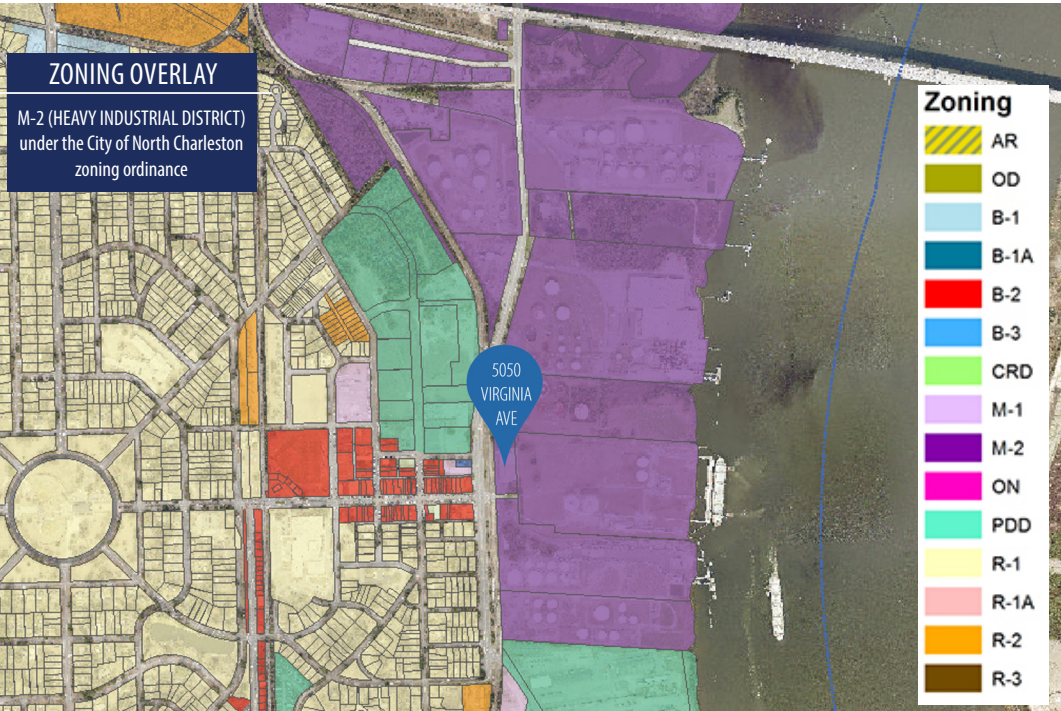 ZONING OVERLAY
M-2 (HEAVY INDUSTRIAL DISTRICT)
under the City of North Charleston
zoning ordinance
5050
VIRGINIA
AVE
Zoning
AR
OD
B-1
B-1A
B-2
B-3
CRD
M-1
M-2
ON
PDD
R-1
R-1A
R-2
R-3